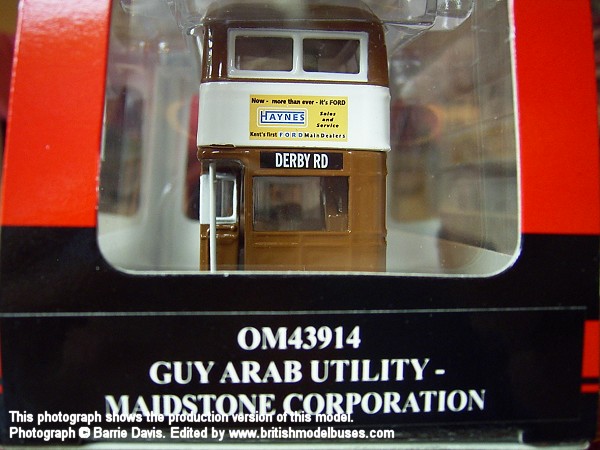 Now - more than ever - it's FORD
HAYNES
Sales
and
Service
Kent's first FORD Main Dealers
DERBY RD
OM43914
GUY ARAB UTILITY -
MAIDSTONE CORPORATION
This photograph shows the production version of this model.
Photograph © Barrie Davis. Edited by www.britishmodelbuses.com